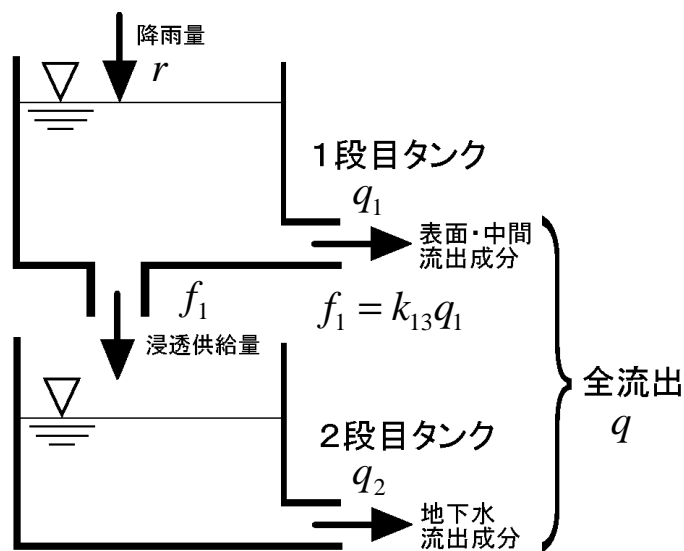 降雨量
r
1段目タンク
q₁
表面・中間
流出成分
f₁
f₁ = k₁₃q₁
浸透供給量
全流出
q
2段目タンク
q₂
地下水
流出成分